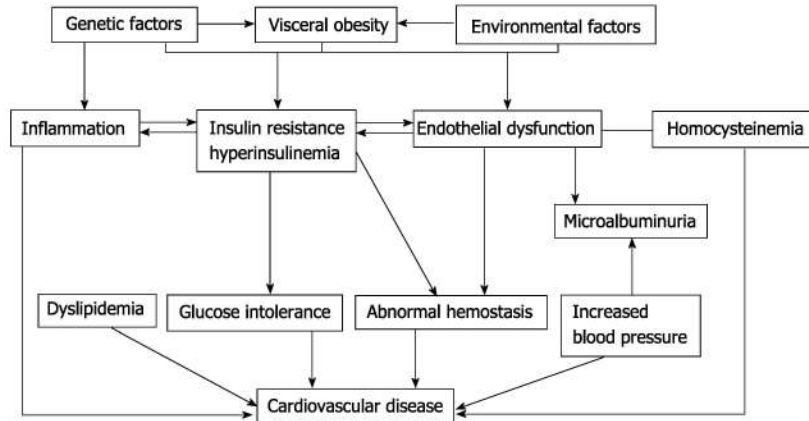 Genetic factors
Visceral obesity
Environmental factors
Inflammation
Insulin resistance
hyperinsulinemia
Endothelial dysfunction
Homocysteinemia
Microalbuminuria
Dyslipidemia
Glucose intolerance
Abnormal hemostasis
Increased
blood pressure
Cardiovascular disease